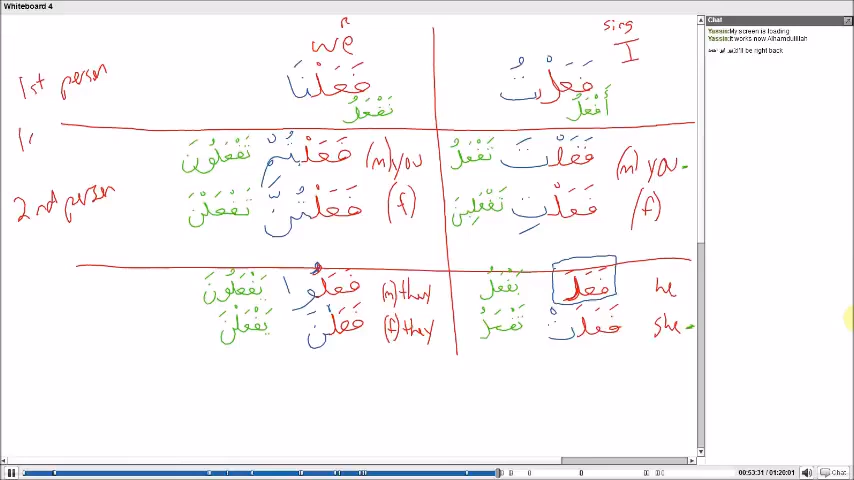 Whiteboard 4
Chat
Yassin:My screen is loading
Yassin:It works now Alhamdulillah
I'll be right back
sing
I
we
1st person
فَعَلْتُ
أَفْعَلُ
فَعَلْنَا
نَفْعَلُ
(m) you فَعَلْتَ تَفْعَلُ
(m) you فَعَلْتُمْ تَفْعَلُونَ
(f) فَعَلْتِ تَفْعَلِينَ
(f) فَعَلْتُنَّ تَفْعَلْنَ
2nd person
he فَعَلَ يَفْعَلُ
(m) they فَعَلُوا يَفْعَلُونَ
she فَعَلَتْ تَفْعَلُ
(f) they فَعَلْنَ يَفْعَلْنَ
00:53:31 / 01:20:01
Chat